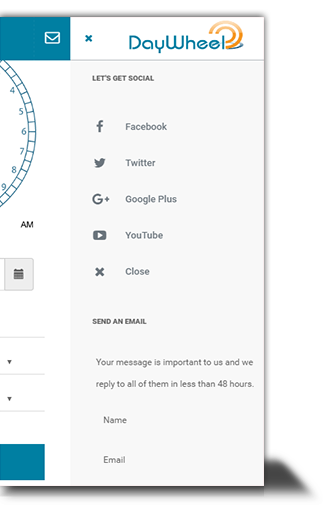 DayWheel
LET'S GET SOCIAL
Facebook
Twitter
Google Plus
YouTube
Close
SEND AN EMAIL
Your message is important to us and we
reply to all of them in less than 48 hours.
Name
Email
4
5
6
7
8
9
AM